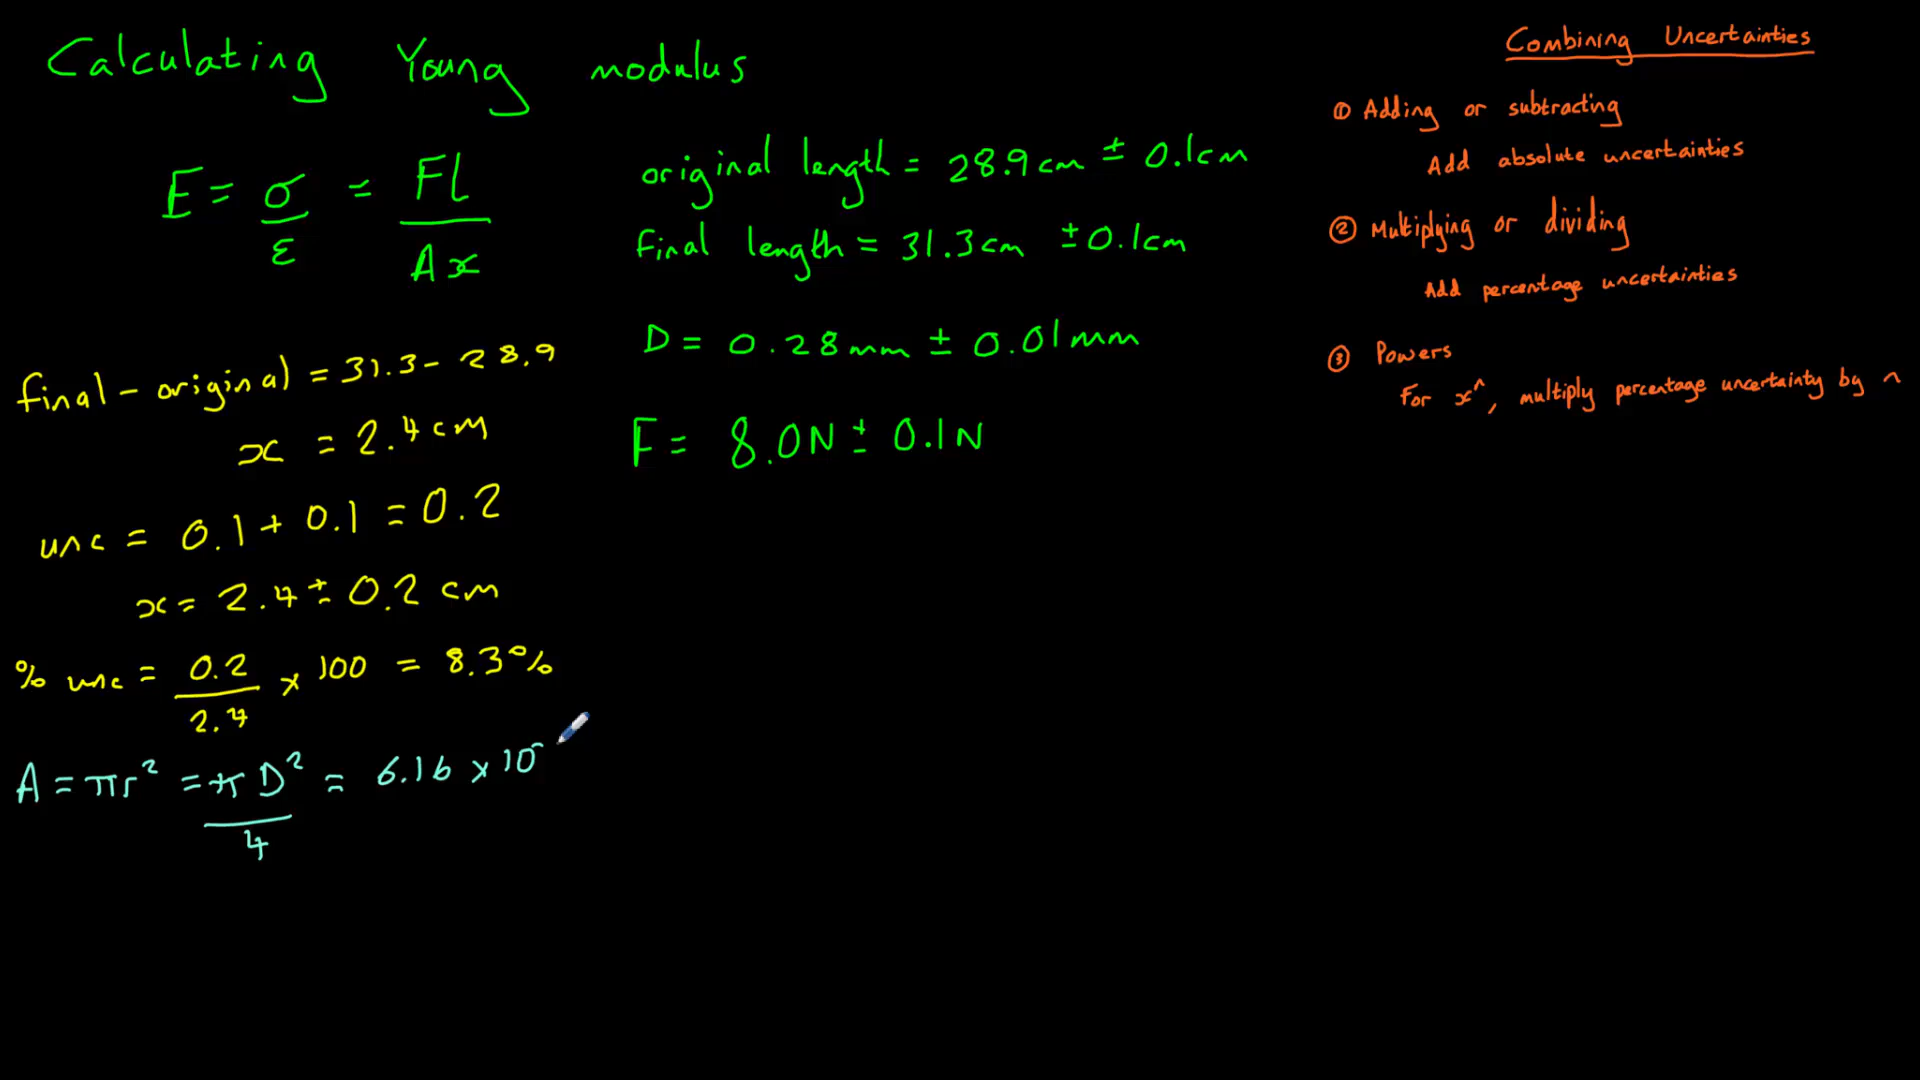 Calculating Young modulus
E = σ/ε = Fl/Ax
original length = 28.9cm ± 0.1cm
final length = 31.3cm ± 0.1cm
D = 0.28mm ± 0.01mm
F = 8.0N ± 0.1N
final - original = 31.3 - 28.9
x = 2.4cm
unc = 0.1 + 0.1 = 0.2
x = 2.4 ± 0.2 cm
% unc = 0.2/2.4 × 100 = 8.3%
A = πr² = πD²/4 = 6.16 × 10⁻
Combining Uncertainties
① Adding or subtracting
Add absolute uncertainties
② Multiplying or dividing
Add percentage uncertainties
③ Powers
For xⁿ, multiply percentage uncertainty by n